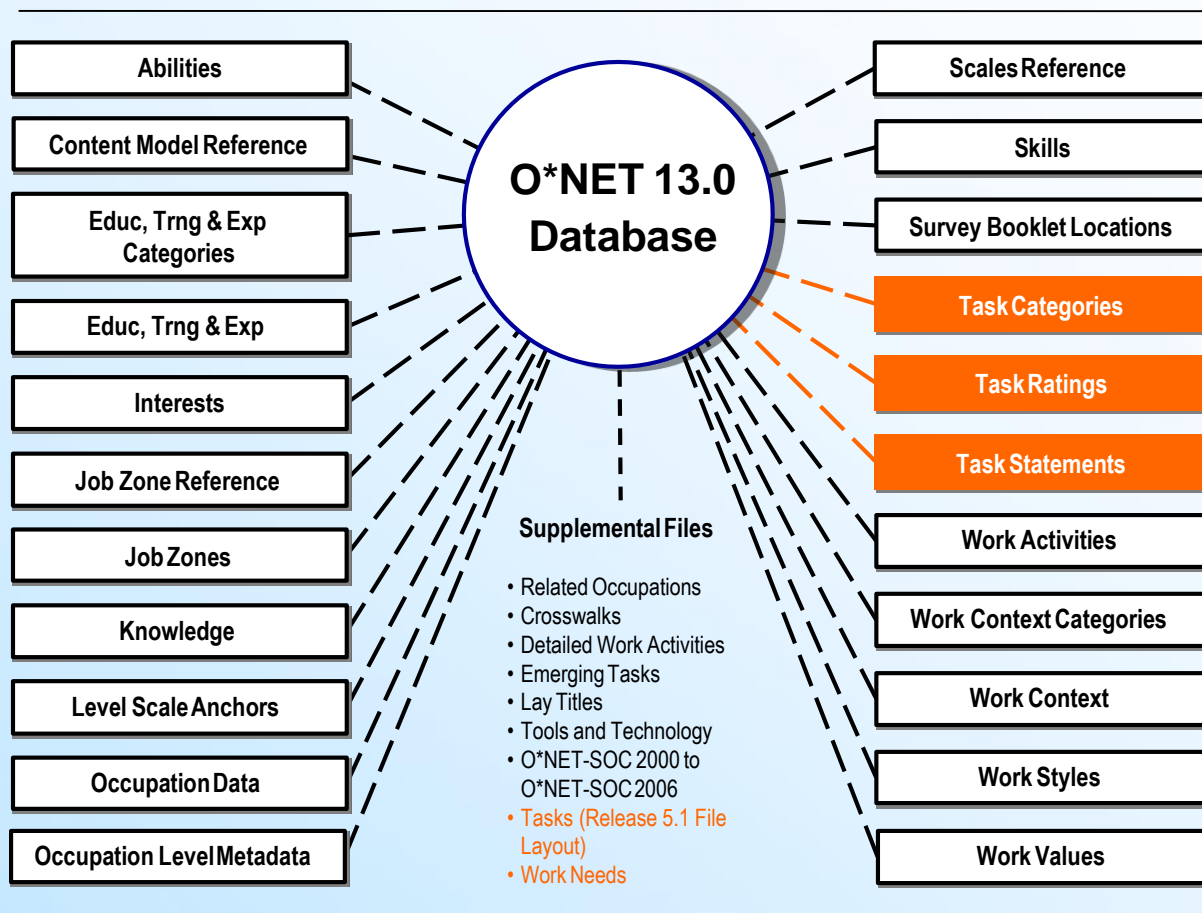 Abilities
Content Model Reference
Educ, Trng & Exp
Categories
Educ, Trng & Exp
Interests
Job Zone Reference
Job Zones
Knowledge
Level Scale Anchors
Occupation Data
Occupation Level Metadata
O*NET 13.0
Database
Supplemental Files
• Related Occupations
• Crosswalks
• Detailed Work Activities
• Emerging Tasks
• Lay Titles
• Tools and Technology
• O*NET-SOC 2000 to
O*NET-SOC 2006
• Tasks (Release 5.1 File
Layout)
• Work Needs
Scales Reference
Skills
Survey Booklet Locations
Task Categories
Task Ratings
Task Statements
Work Activities
Work Context Categories
Work Context
Work Styles
Work Values